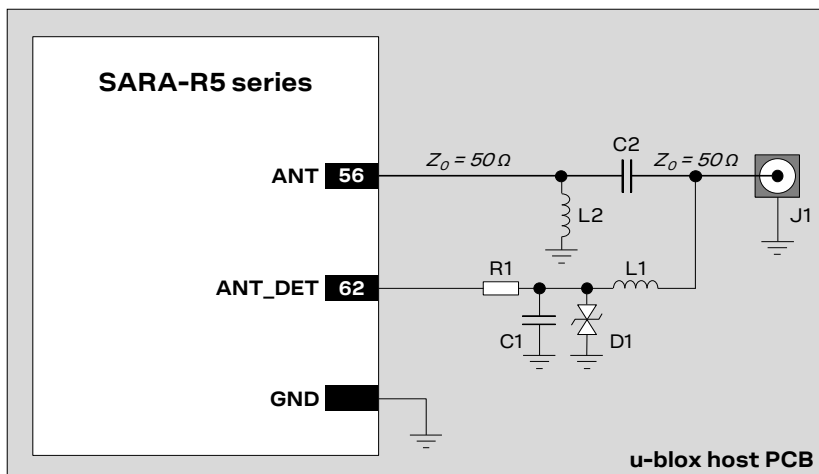 SARA-R5 series
ANT 56
Z₀ = 50 Ω
C2
Z₀ = 50 Ω
L2
J1
ANT_DET 62
R1
L1
C1
D1
GND
u-blox host PCB